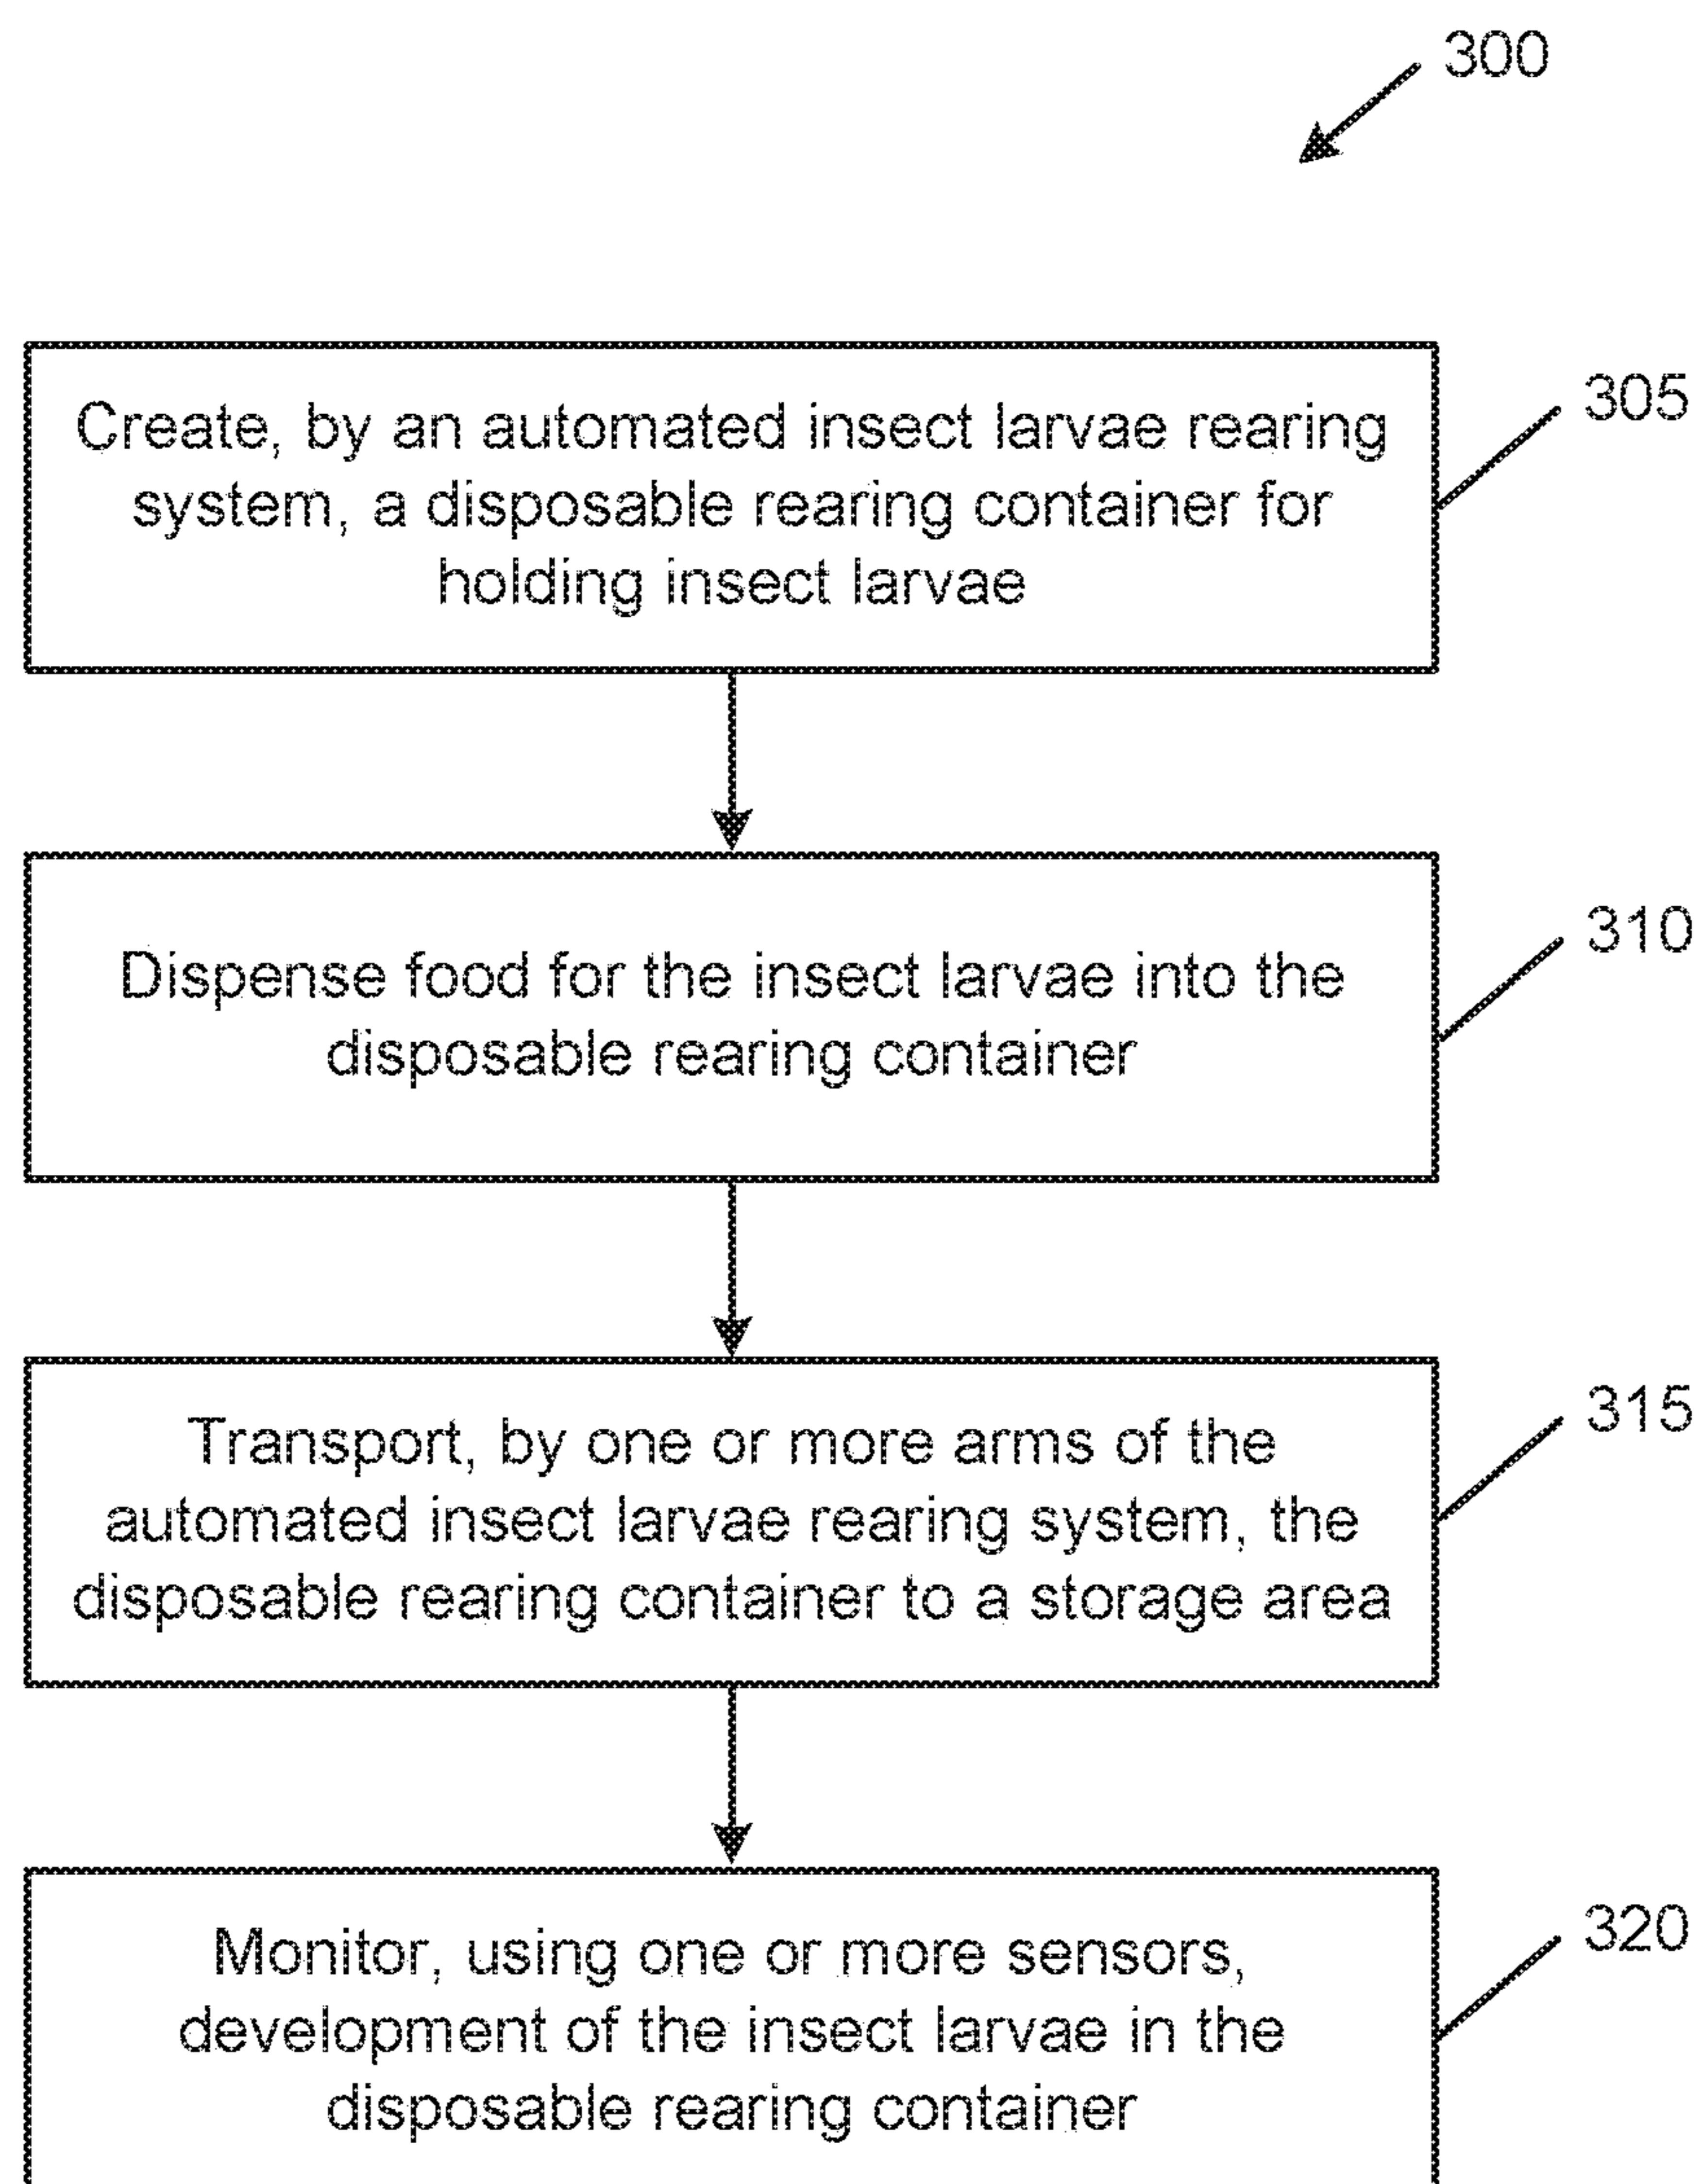 300
Create, by an automated insect larvae rearing
system, a disposable rearing container for
holding insect larvae
305
Dispense food for the insect larvae into the
disposable rearing container
310
Transport, by one or more arms of the
automated insect larvae rearing system, the
disposable rearing container to a storage area
315
Monitor, using one or more sensors,
development of the insect larvae in the
disposable rearing container
320